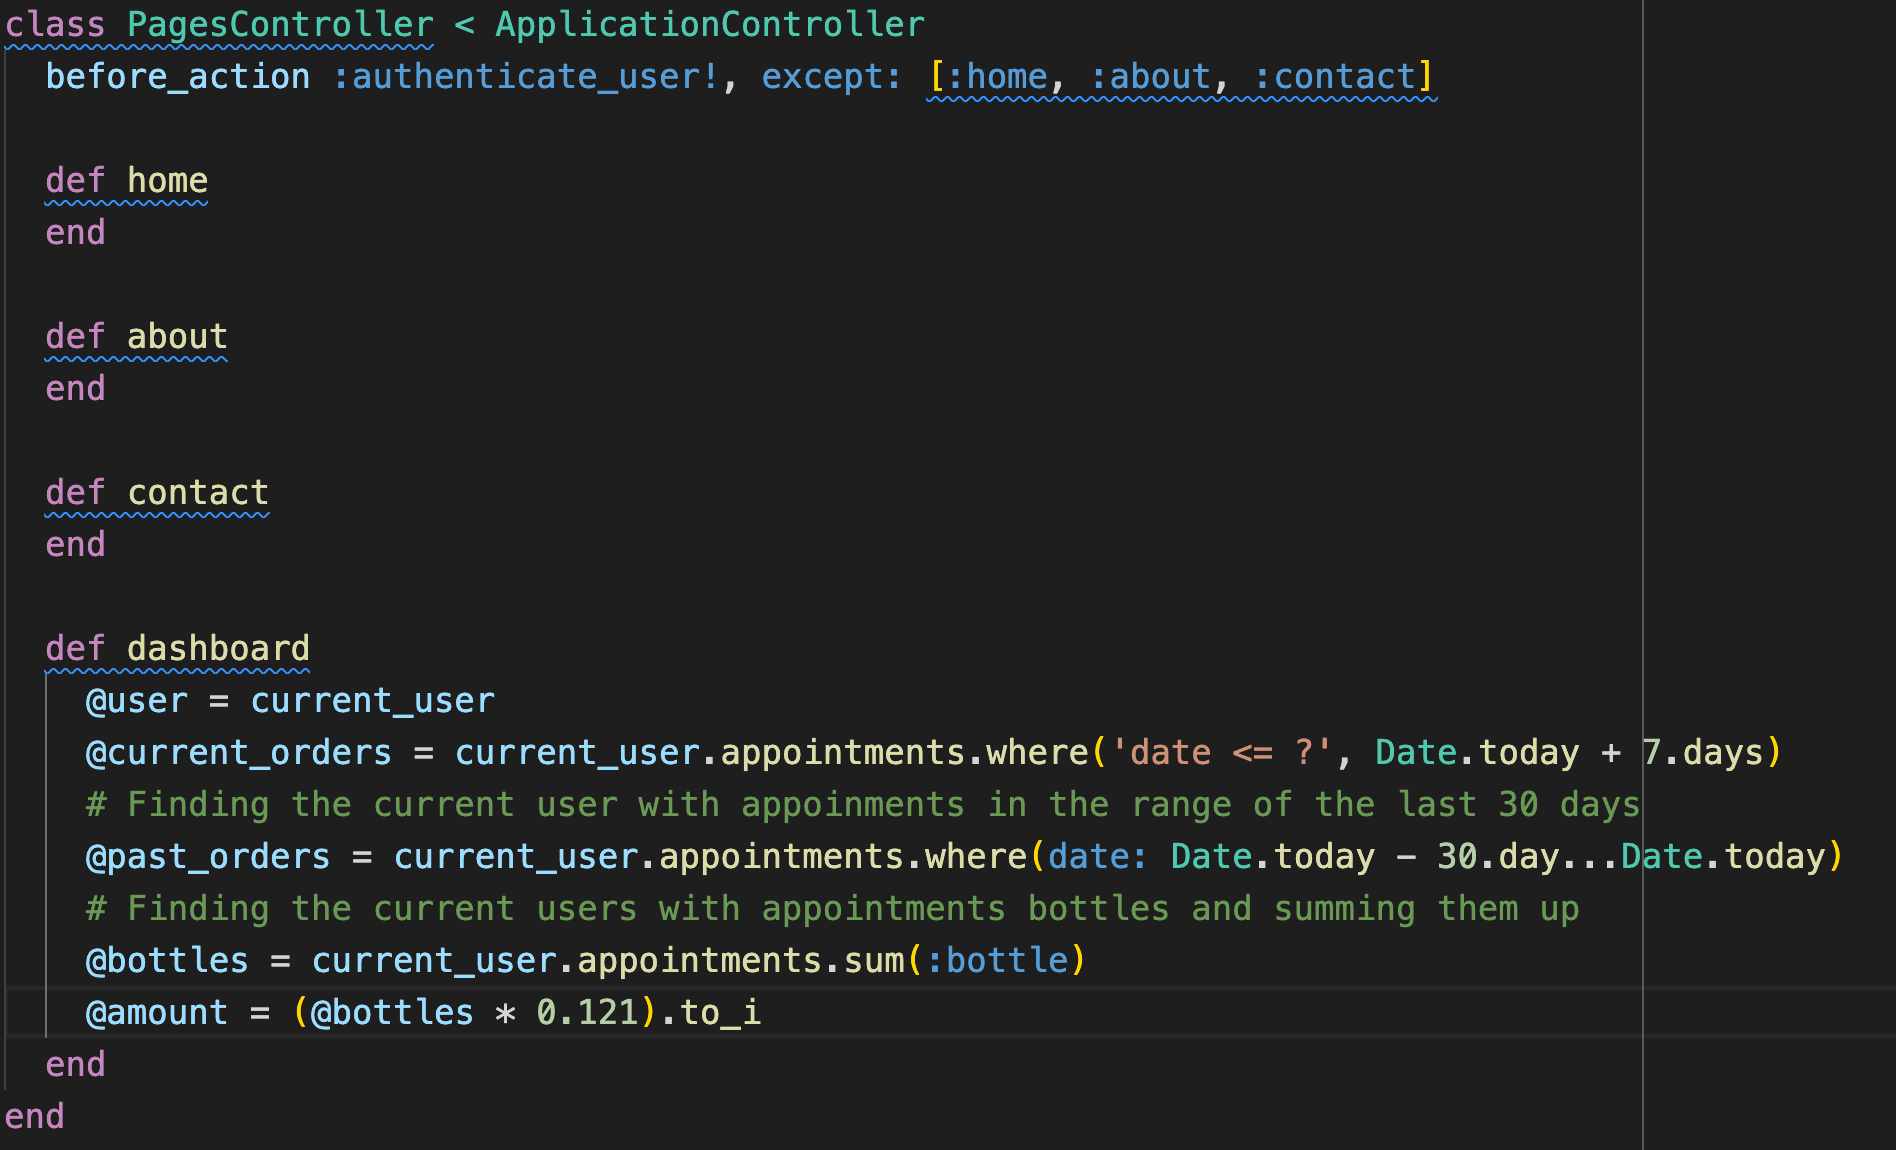 class PagesController < ApplicationController
  before_action :authenticate_user!, except: [:home, :about, :contact]

  def home
  end

  def about
  end

  def contact
  end

  def dashboard
    @user = current_user
    @current_orders = current_user.appointments.where('date <= ?', Date.today + 7.days)
    # Finding the current user with appoinments in the range of the last 30 days
    @past_orders = current_user.appointments.where(date: Date.today - 30.day...Date.today)
    # Finding the current users with appointments bottles and summing them up
    @bottles = current_user.appointments.sum(:bottle)
    @amount = (@bottles * 0.121).to_i
  end
end